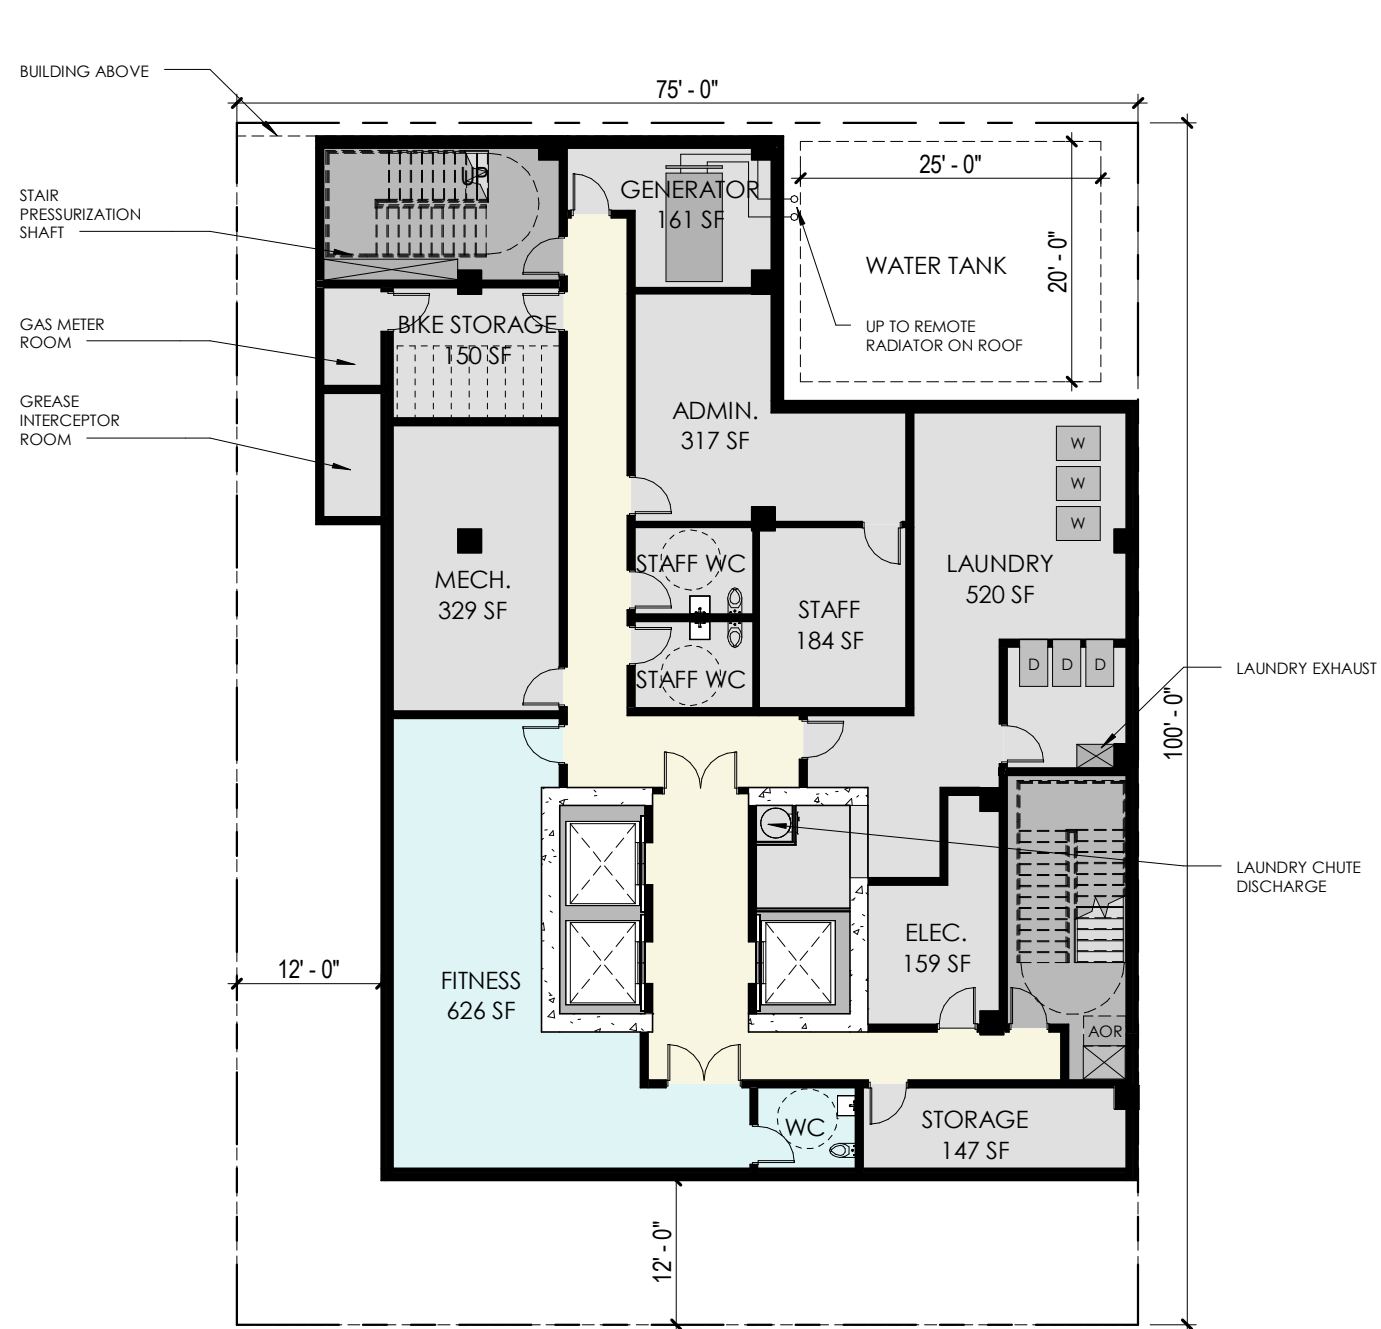 BUILDING ABOVE
75' - 0"
STAIR
PRESSURIZATION
SHAFT
UP
GENERATOR
161 SF
25' - 0"
WATER TANK
20' - 0"
UP TO REMOTE
RADIATOR ON ROOF
GAS METER
ROOM
BIKE STORAGE
150 SF
GREASE
INTERCEPTOR
ROOM
ADMIN.
317 SF
W
W
W
MECH.
329 SF
STAFF WC
STAFF
184 SF
LAUNDRY
520 SF
STAFF WC
D D D
LAUNDRY EXHAUST
100' - 0"
LAUNDRY CHUTE
DISCHARGE
ELEC.
159 SF
12' - 0"
FITNESS
626 SF
AOR
WC
STORAGE
147 SF
12' - 0"